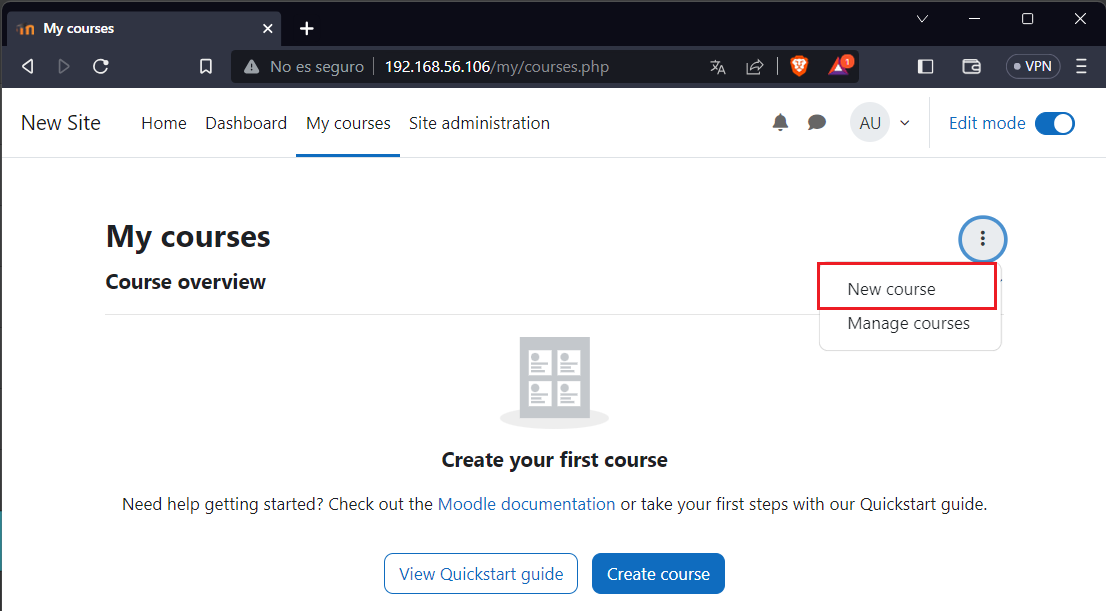 My courses
No es seguro 192.168.56.106/my/courses.php 1 VPN
New Site Home Dashboard My courses Site administration AU Edit mode
My courses
Course overview
New course
Manage courses
Create your first course
Need help getting started? Check out the Moodle documentation or take your first steps with our Quickstart guide.
View Quickstart guide Create course